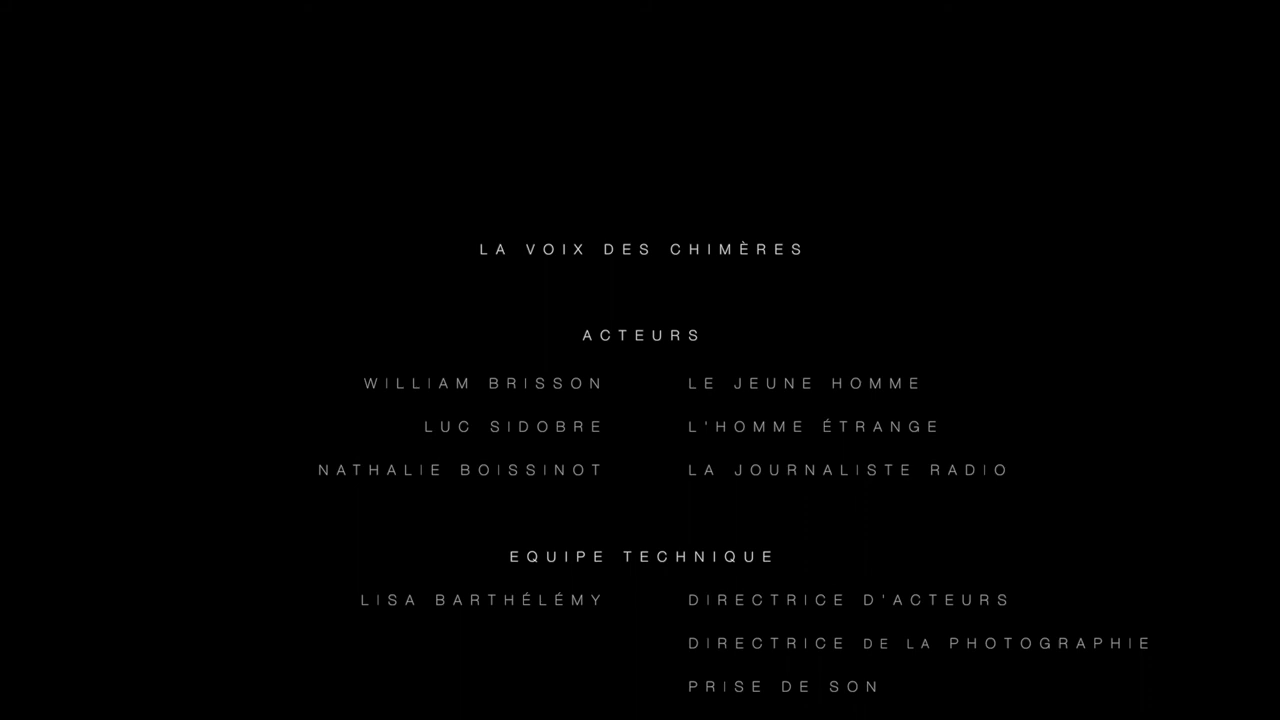 LA VOIX DES CHIMÈRES
ACTEURS
WILLIAM BRISSON LE JEUNE HOMME
LUC SIDOBRE L'HOMME ÉTRANGE
NATHALIE BOISSINOT LA JOURNALISTE RADIO
EQUIPE TECHNIQUE
LISA BARTHÉLÉMY DIRECTRICE D'ACTEURS
DIRECTRICE DE LA PHOTOGRAPHIE
PRISE DE SON